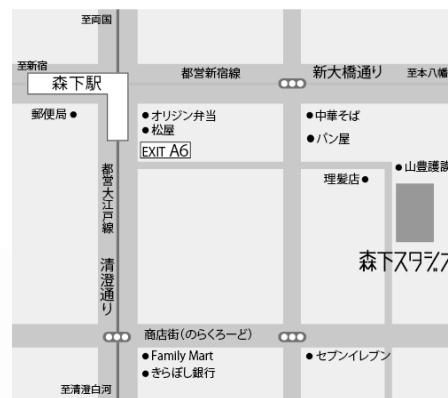 至両国
至新宿
森下駅
都営新宿線
新大橋通り
至本八幡
郵便局
オリジン弁当
松屋
EXIT A6
中華そば
パン屋
都営大江戸線
理髪店
山豊護謨
森下スタジオ
清澄通り
商店街(のらくろーど)
Family Mart
きらぼし銀行
セブンイレブン
至清澄白河